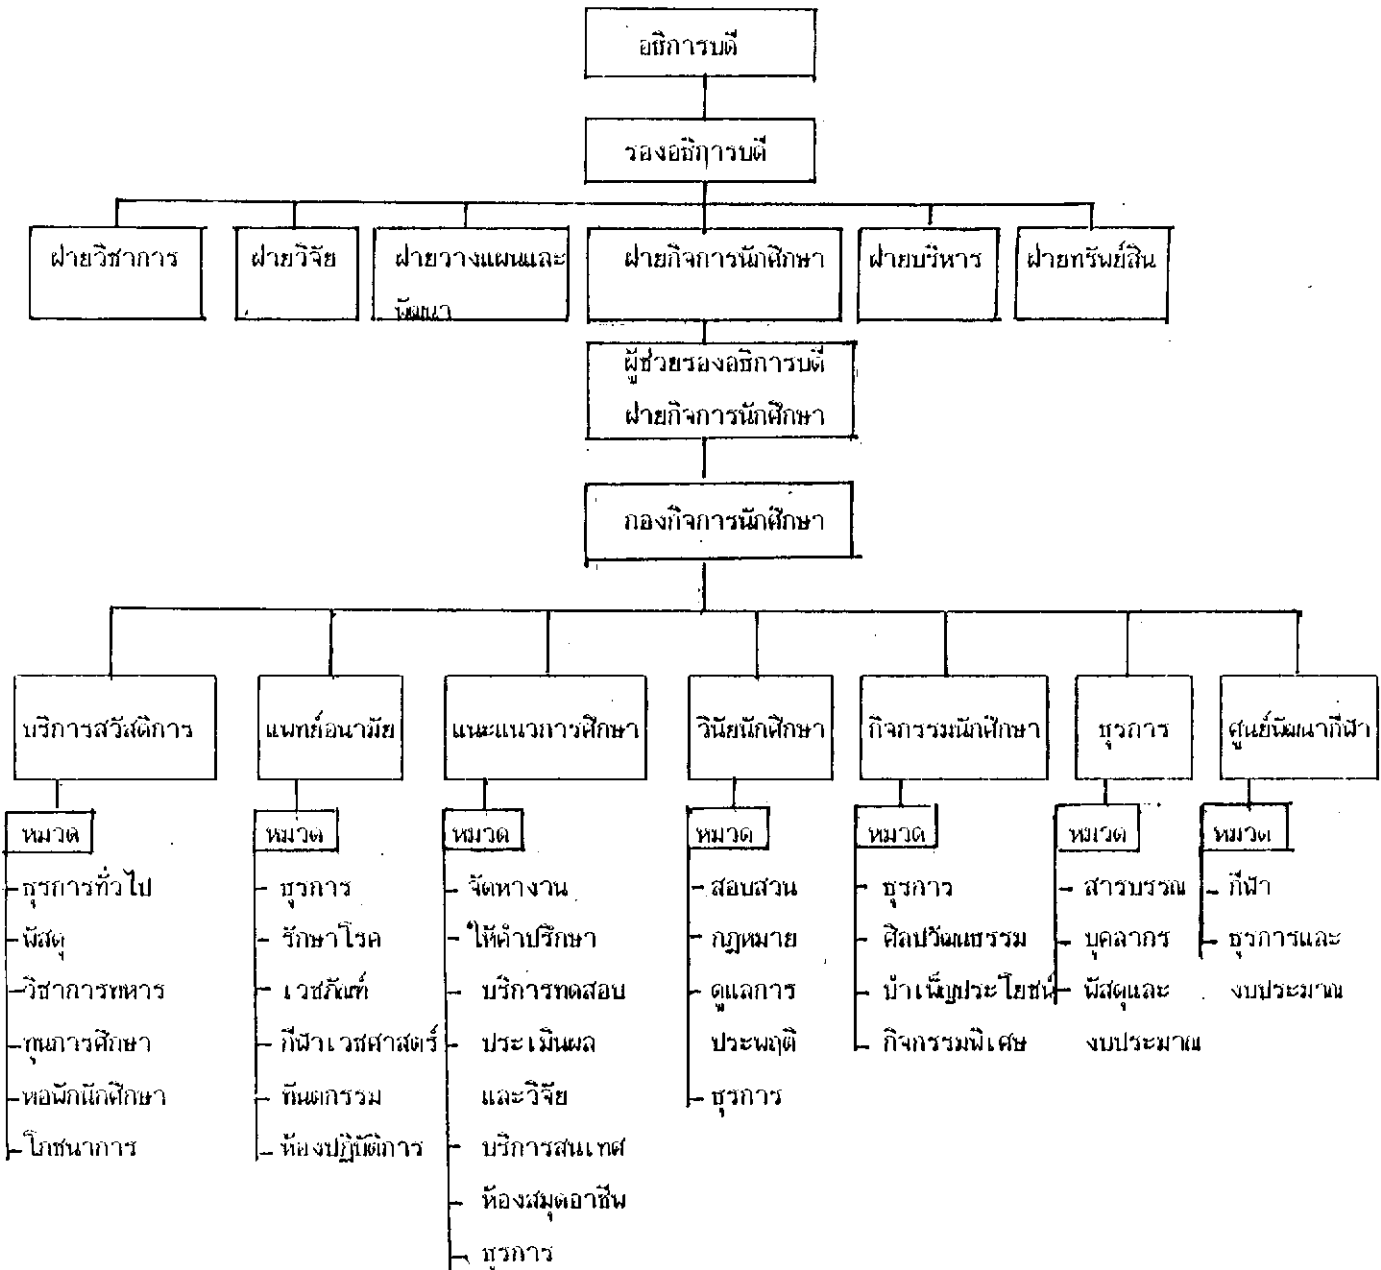 อธิการบดี
รองอธิการบดี
ฝ่ายวิชาการ
ฝ่ายวิจัย
ฝ่ายวางแผนและ
พัฒนา
ฝ่ายกิจการนักศึกษา
ฝ่ายบริหาร
ฝ่ายทรัพย์สิน
ผู้ช่วยรองอธิการบดี
ฝ่ายกิจการนักศึกษา
กองกิจการนักศึกษา
บริการสวัสดิการ
หมวด
-ธุรการทั่วไป
-พัสดุ
-วิชาการทหาร
-ทุนการศึกษา
-หอพักนักศึกษา
-โภชนาการ
แพทย์อนามัย
หมวด
- ธุรการ
- รักษาโรค
- เวชภัณฑ์
- กีฬาเวชศาสตร์
- ทันตกรรม
- ห้องปฏิบัติการ
แนะแนวการศึกษา
หมวด
- จัดหางาน
- ให้คำปรึกษา
- บริการทดสอบ
- ประเมินผล
และวิจัย
- บริการสนเทศ
- ห้องสมุดอาชีพ
- ธุรการ
วินัยนักศึกษา
หมวด
- สอบสวน
- กฎหมาย
- ดูแลการ
ประพฤติ
- ธุรการ
กิจกรรมนักศึกษา
หมวด
- ธุรการ
- ศิลปวัฒนธรรม
- บำเพ็ญประโยชน์
- กิจกรรมพิเศษ
ธุรการ
หมวด
- สารบรรณ
- บุคลากร
- พัสดุและ
งบประมาณ
ศูนย์พัฒนากีฬา
หมวด
- กีฬา
- ธุรการและ
งบประมาณ